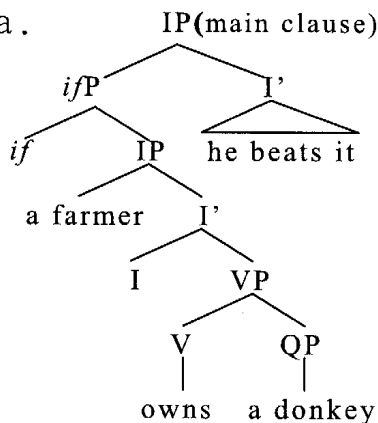 a.
IP(main clause)
ifP I'
if IP he beats it
a farmer I'
I VP
V QP
owns a donkey